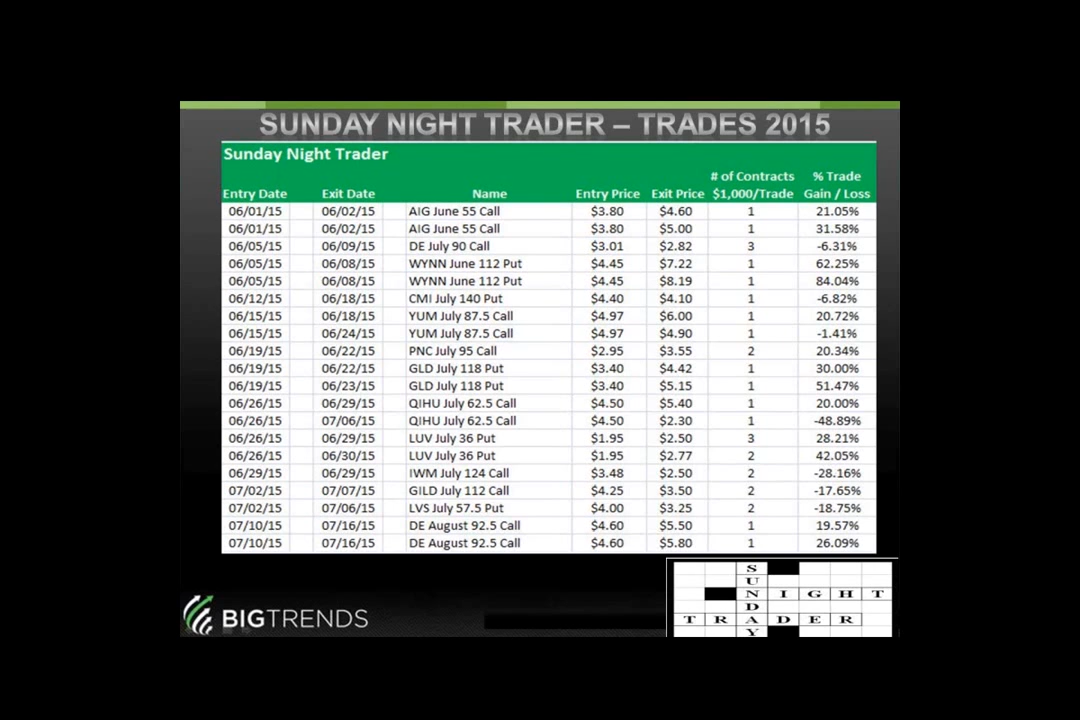 SUNDAY NIGHT TRADER – TRADES 2015
Sunday Night Trader
# of Contracts % Trade
Entry Date Exit Date Name Entry Price Exit Price $1,000/Trade Gain / Loss
06/01/15 06/02/15 AIG June 55 Call $3.80 $4.60 1 21.05%
06/01/15 06/02/15 AIG June 55 Call $3.80 $5.00 1 31.58%
06/05/15 06/09/15 DE July 90 Call $3.01 $2.82 3 -6.31%
06/05/15 06/08/15 WYNN June 112 Put $4.45 $7.22 1 62.25%
06/05/15 06/08/15 WYNN June 112 Put $4.45 $8.19 1 84.04%
06/12/15 06/18/15 CMI July 140 Put $4.40 $4.10 1 -6.82%
06/15/15 06/18/15 YUM July 87.5 Call $4.97 $6.00 1 20.72%
06/15/15 06/24/15 YUM July 87.5 Call $4.97 $4.90 1 -1.41%
06/19/15 06/22/15 PNC July 95 Call $2.95 $3.55 2 20.34%
06/19/15 06/22/15 GLD July 118 Put $3.40 $4.42 1 30.00%
06/19/15 06/23/15 GLD July 118 Put $3.40 $5.15 1 51.47%
06/26/15 06/29/15 QIHU July 62.5 Call $4.50 $5.40 1 20.00%
06/26/15 07/06/15 QIHU July 62.5 Call $4.50 $2.30 1 -48.89%
06/26/15 06/29/15 LUV July 36 Put $1.95 $2.50 3 28.21%
06/26/15 06/30/15 LUV July 36 Put $1.95 $2.77 2 42.05%
06/29/15 06/29/15 IWM July 124 Call $3.48 $2.50 2 -28.16%
07/02/15 07/07/15 GILD July 112 Call $4.25 $3.50 2 -17.65%
07/02/15 07/06/15 LVS July 57.5 Put $4.00 $3.25 2 -18.75%
07/10/15 07/16/15 DE August 92.5 Call $4.60 $5.50 1 19.57%
07/10/15 07/16/15 DE August 92.5 Call $4.60 $5.80 1 26.09%
BIGTRENDS
SUNDAY
NIGHT
TRADER